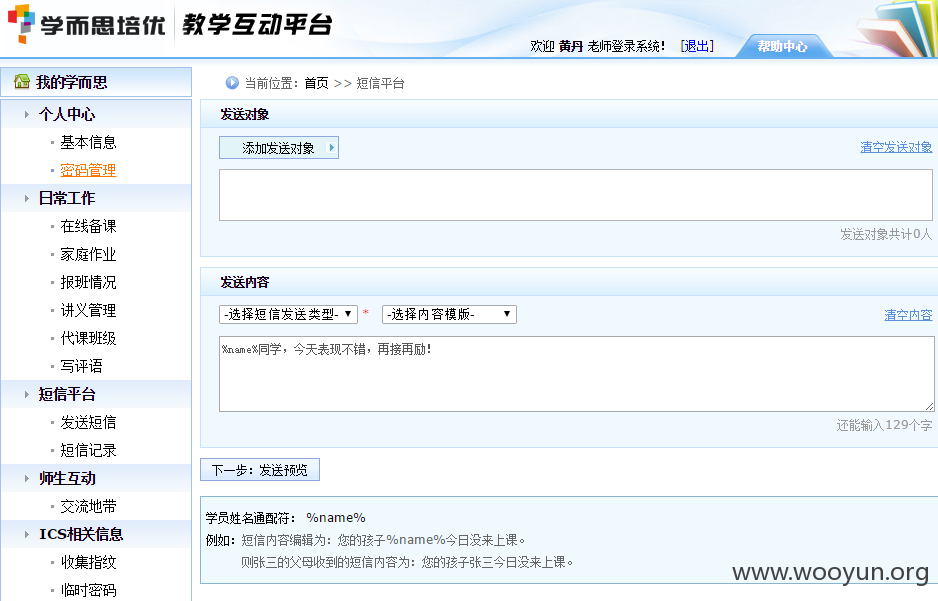 学而思培优 教学互动平台
欢迎 黄丹 老师登录系统! [退出] 帮助中心
我的学而思
个人中心
基本信息
密码管理
日常工作
在线备课
家庭作业
报班情况
讲义管理
代课班级
写评语
短信平台
发送短信
短信记录
师生互动
交流地带
ICS相关信息
收集指纹
临时密码
当前位置: 首页 >> 短信平台
发送对象
添加发送对象 清空发送对象
发送对象共计0人
发送内容
-选择短信发送类型- * -选择内容模版- 清空内容
%name%同学，今天表现不错，再接再励!
还能输入129个字
下一步: 发送预览
学员姓名通配符: %name%
例如: 短信内容编辑为: 您的孩子%name%今日没来上课。
则张三的父母收到的短信内容为: 您的孩子张三今日没来上课。
www.wooyun.org